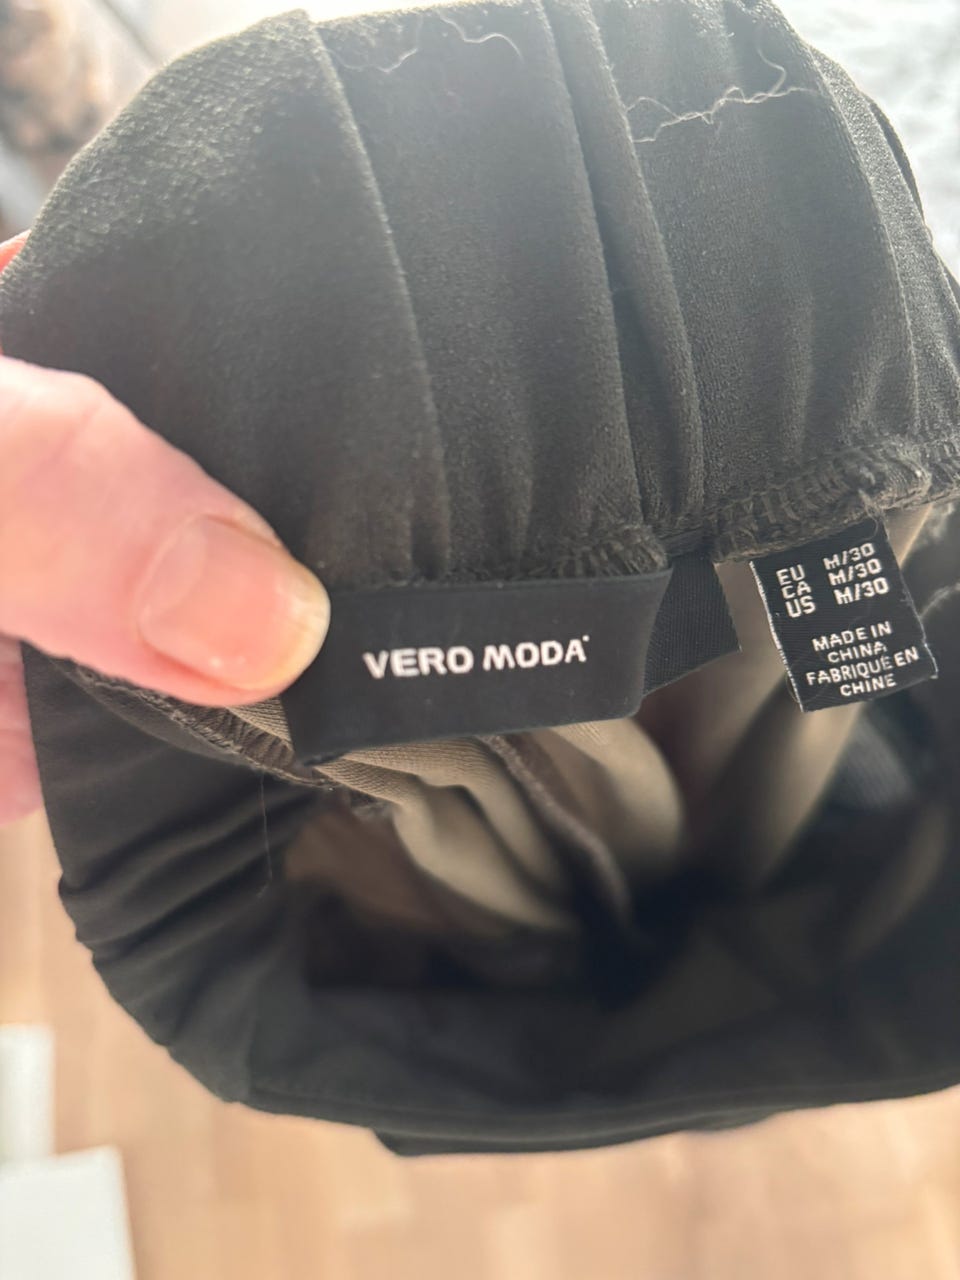 VERO MODA
EU M/30
CA M/30
US M/30
MADE IN
CHINA
FABRIQUÉ EN
CHINE